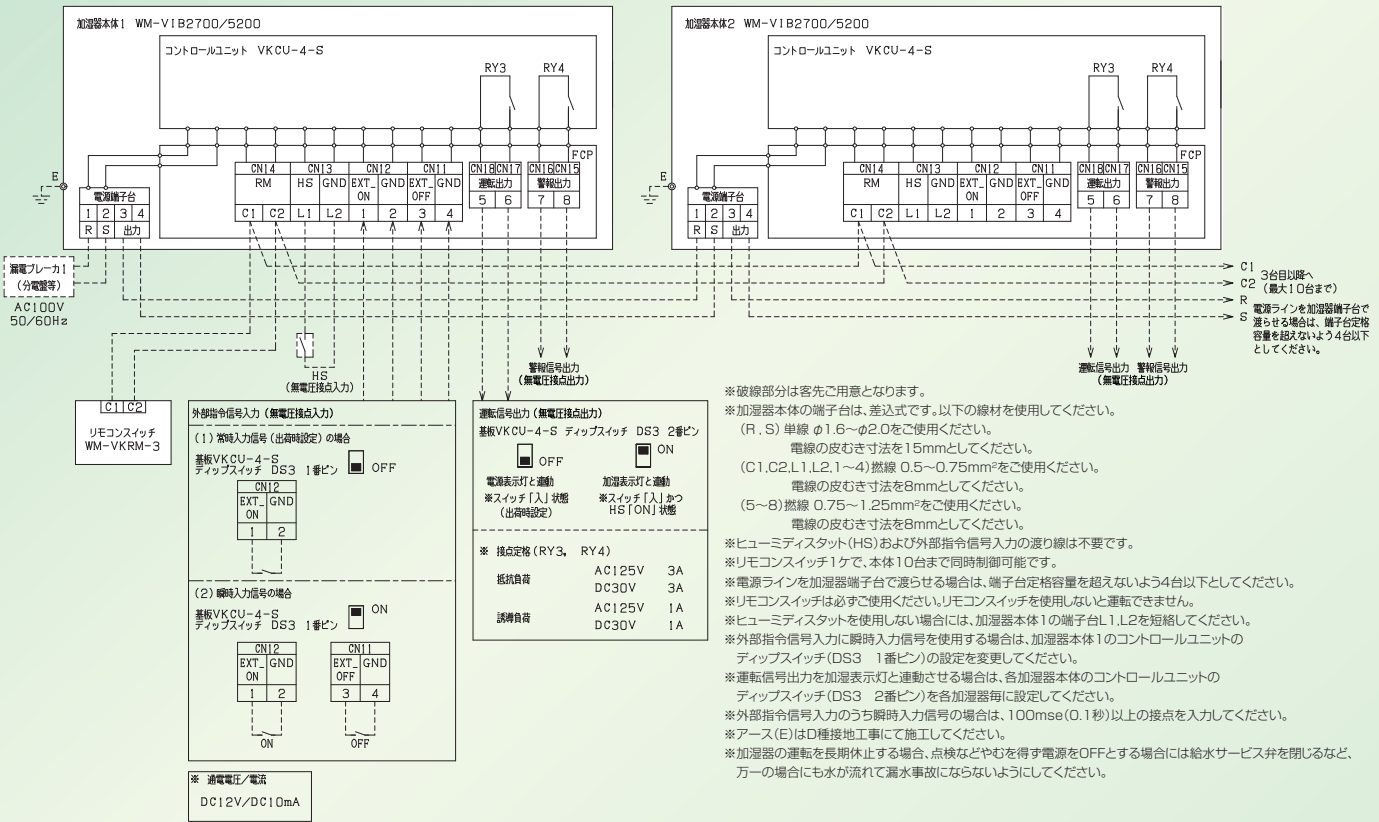 加湿器本体1 WM-VIB2700/5200
コントロールユニット VKCU-4-S
RY3 RY4
FCP
E
電源端子台
1 2 3 4
R S 出力
CN14 CN13 CN12 CN11
RM HS GND EXT_ON GND EXT_OFF GND
C1 C2 L1 L2 1 2 3 4
CN18 CN17 CN16 CN15
運転出力 警報出力
5 6 7 8
加湿器本体2 WM-VIB2700/5200
コントロールユニット VKCU-4-S
RY3 RY4
FCP
E
電源端子台
1 2 3 4
R S 出力
CN14 CN13 CN12 CN11
RM HS GND EXT_ON GND EXT_OFF GND
C1 C2 L1 L2 1 2 3 4
CN18 CN17 CN16 CN15
運転出力 警報出力
5 6 7 8
漏電ブレーカ1
(分電盤等)
AC100V
50/60Hz
C1
C2
R
S
3台目以降へ
(最大10台まで)
電源ラインを加湿器端子台で
渡らせる場合は、端子台定格
容量を超えないよう4台以下
としてください。
HS
(無電圧接点入力)
警報信号出力
(無電圧接点出力)
運転信号出力 警報信号出力
(無電圧接点出力)
C1 C2
リモコンスイッチ
WM-VKRM-3
外部指令信号入力(無電圧接点入力)
(1)常時入力信号(出荷時設定)の場合
基板VKCU-4-S
ディップスイッチ DS3 1番ピン
OFF
CN12
EXT_ON GND
1 2
(2)瞬時入力信号の場合
基板VKCU-4-S
ディップスイッチ DS3 1番ピン
ON
CN12 CN11
EXT_ON GND EXT_OFF GND
1 2 3 4
ON OFF
※ 通電電圧/電流
DC12V/DC10mA
運転信号出力(無電圧接点出力)
基板VKCU-4-S ディップスイッチ DS3 2番ピン
OFF ON
電源表示灯と連動 加湿表示灯と連動
※スイッチ「入」状態 ※スイッチ「入」かつ
(出荷時設定) HS「ON」状態
※ 接点定格(RY3, RY4)
抵抗負荷 AC125V 3A
DC30V 3A
誘導負荷 AC125V 1A
DC30V 1A
※破線部分は客先ご用意となります。
※加湿器本体の端子台は、差込式です。以下の線材を使用してください。
(R,S)単線 φ1.6~φ2.0をご使用ください。
電線の皮むき寸法を15mmとしてください。
(C1,C2,L1,L2,1~4)撚線 0.5~0.75mm²をご使用ください。
電線の皮むき寸法を8mmとしてください。
(5~8)撚線 0.75~1.25mm²をご使用ください。
電線の皮むき寸法を8mmとしてください。
※ヒューミディスタット(HS)および外部指令信号入力の渡り線は不要です。
※リモコンスイッチ1ケで、本体10台まで同時制御可能です。
※電源ラインを加湿器端子台で渡らせる場合は、端子台定格容量を超えないよう4台以下としてください。
※リモコンスイッチは必ずご使用ください。リモコンスイッチを使用しないと運転できません。
※ヒューミディスタットを使用しない場合には、加湿器本体1の端子台L1,L2を短絡してください。
※外部指令信号入力に瞬時入力信号を使用する場合は、加湿器本体1のコントロールユニットの
ディップスイッチ(DS3 1番ピン)の設定を変更してください。
※運転信号出力を加湿表示灯と連動させる場合は、各加湿器本体のコントロールユニットの
ディップスイッチ(DS3 2番ピン)を各加湿器毎に設定してください。
※外部指令信号入力のうち瞬時入力信号の場合は、100mse(0.1秒)以上の接点を入力してください。
※アース(E)はD種接地工事にて施工してください。
※加湿器の運転を長期休止する場合、点検などやむを得ず電源をOFFとする場合には給水サービス弁を閉じるなど、
万一の場合にも水が流れて漏水事故にならないようにしてください。